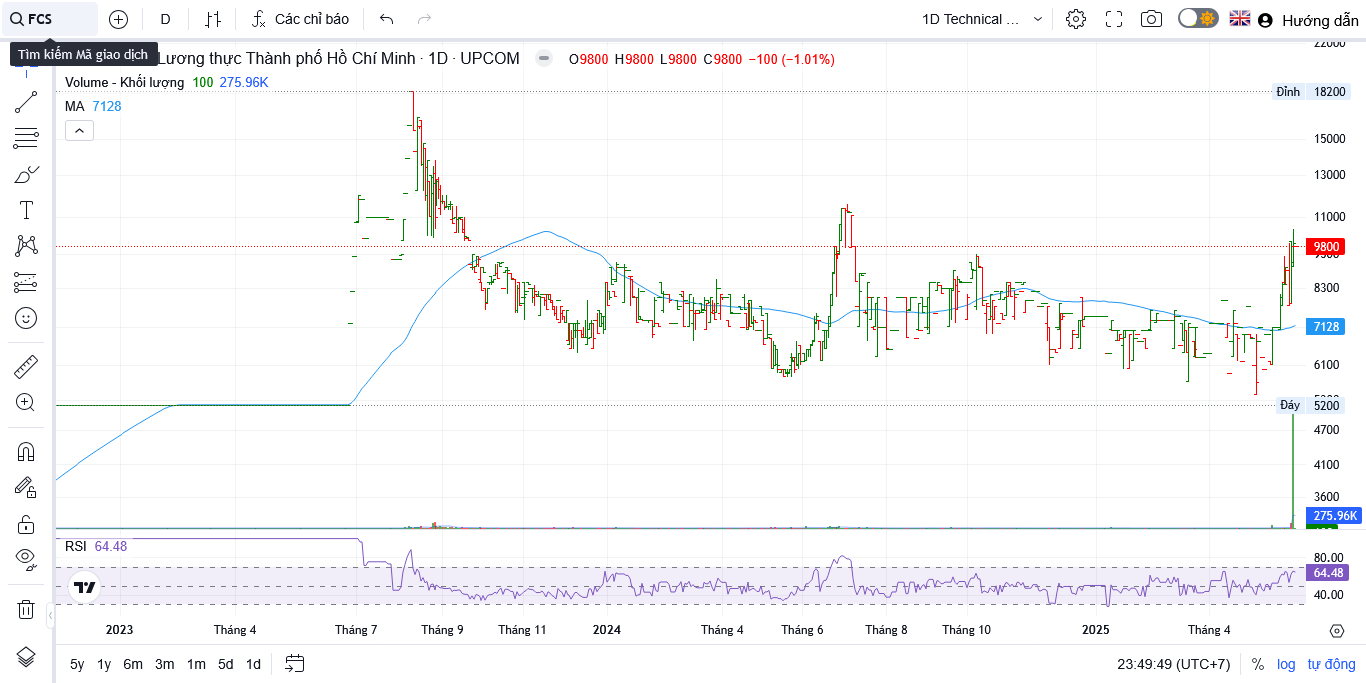 FCS D Các chỉ báo 1D Technical ... Hướng dẫn
Tìm kiếm Mã giao dịch
Lương thực Thành phố Hồ Chí Minh · 1D · UPCOM O9800 H9800 L9800 C9800 −100 (−1.01%)
Volume - Khối lượng 100 275.96K
MA 7128
22000
Đỉnh 18200
15000
13000
11000
9800
8300
7128
6100
Đáy 5200
4700
4100
3600
275.96K
RSI 64.48
80.00
64.48
40.00
2023 Tháng 4 Tháng 7 Tháng 9 Tháng 11 2024 Tháng 4 Tháng 6 Tháng 8 Tháng 10 2025 Tháng 4
5y 1y 6m 3m 1m 5d 1d 23:49:49 (UTC+7) % log tự động